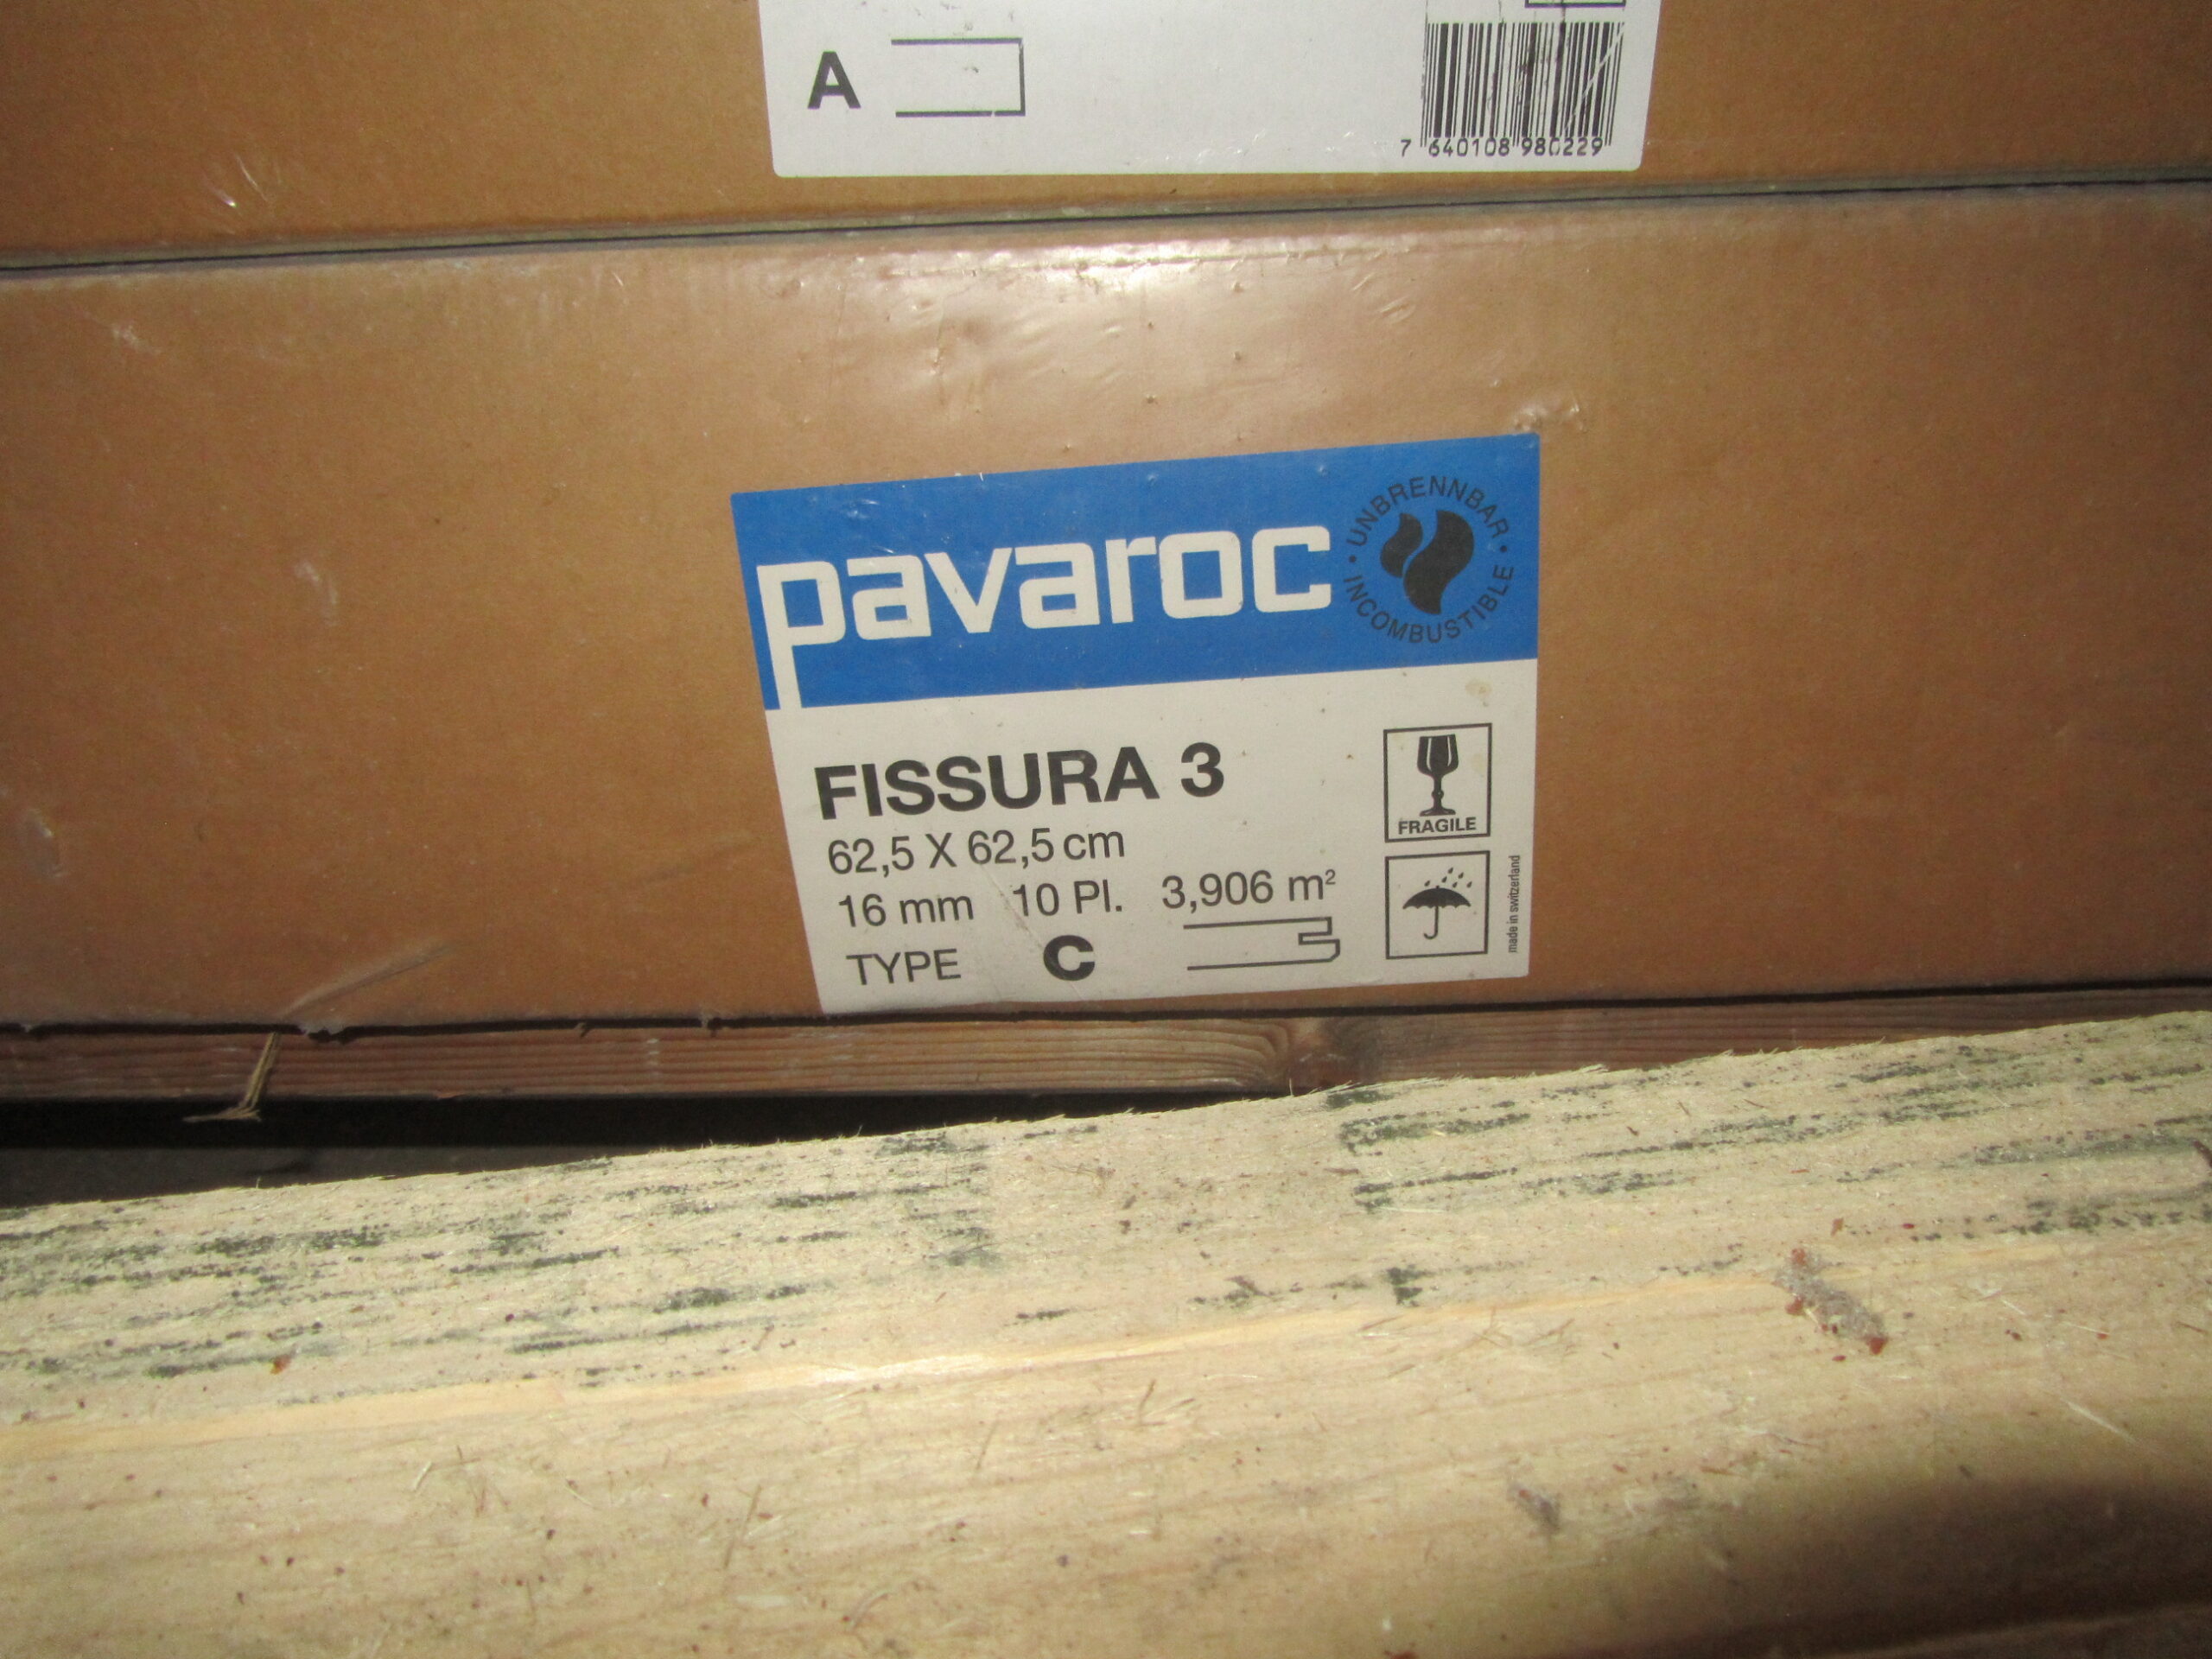 A
7 640108 980229
pavaroc
UNBRENNBAR · INCOMBUSTIBLE ·
FISSURA 3
62,5 X 62,5 cm
16 mm 10 Pl. 3,906 m²
TYPE C
FRAGILE
made in switzerland